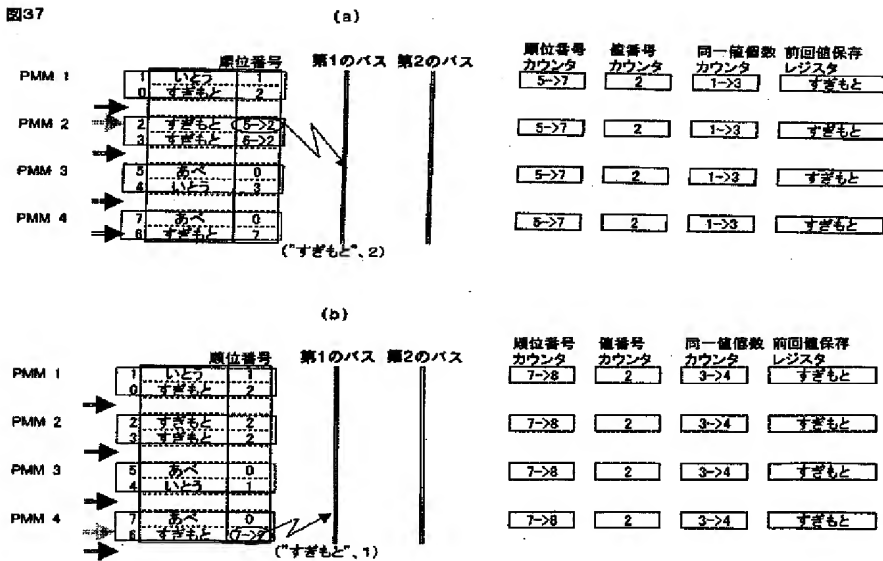 図37
(a)
順位番号 第1のバス 第2のバス 順位番号カウンタ 値番号カウンタ 同一値個数カウンタ 前回値保存レジスタ
PMM 1 1 いとう 1 5->7 2 1->3 すぎもと
0 すぎもと 2
PMM 2 2 すぎもと 5->2 5->7 2 1->3 すぎもと
3 すぎもと 6->2
PMM 3 5 あべ 0 5->7 2 1->3 すぎもと
4 いとう 3
PMM 4 7 あべ 0 5->7 2 1->3 すぎもと
6 すぎもと 7
("すぎもと"、2)
(b)
順位番号 第1のバス 第2のバス 順位番号カウンタ 値番号カウンタ 同一値個数カウンタ 前回値保存レジスタ
PMM 1 1 いとう 1 7->8 2 3->4 すぎもと
0 すぎもと 2
PMM 2 2 すぎもと 2 7->8 2 3->4 すぎもと
3 すぎもと 2
PMM 3 5 あべ 0 7->8 2 3->4 すぎもと
4 いとう 1
PMM 4 7 あべ 0 7->8 2 3->4 すぎもと
6 すぎもと
("すぎもと"、1)